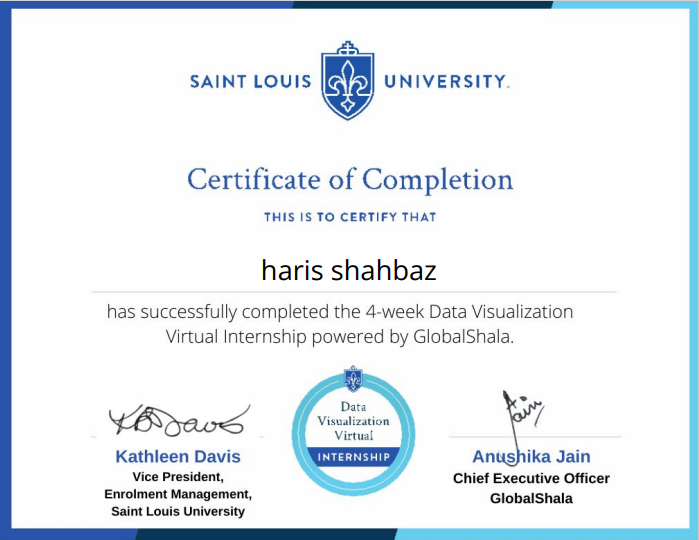 SAINT LOUIS UNIVERSITY.
Certificate of Completion
THIS IS TO CERTIFY THAT
haris shahbaz
has successfully completed the 4-week Data Visualization
Virtual Internship powered by GlobalShala.
KB Davis
Kathleen Davis
Vice President,
Enrolment Management,
Saint Louis University
Data
Visualization
Virtual
INTERNSHIP
A Jain
Anushika Jain
Chief Executive Officer
GlobalShala